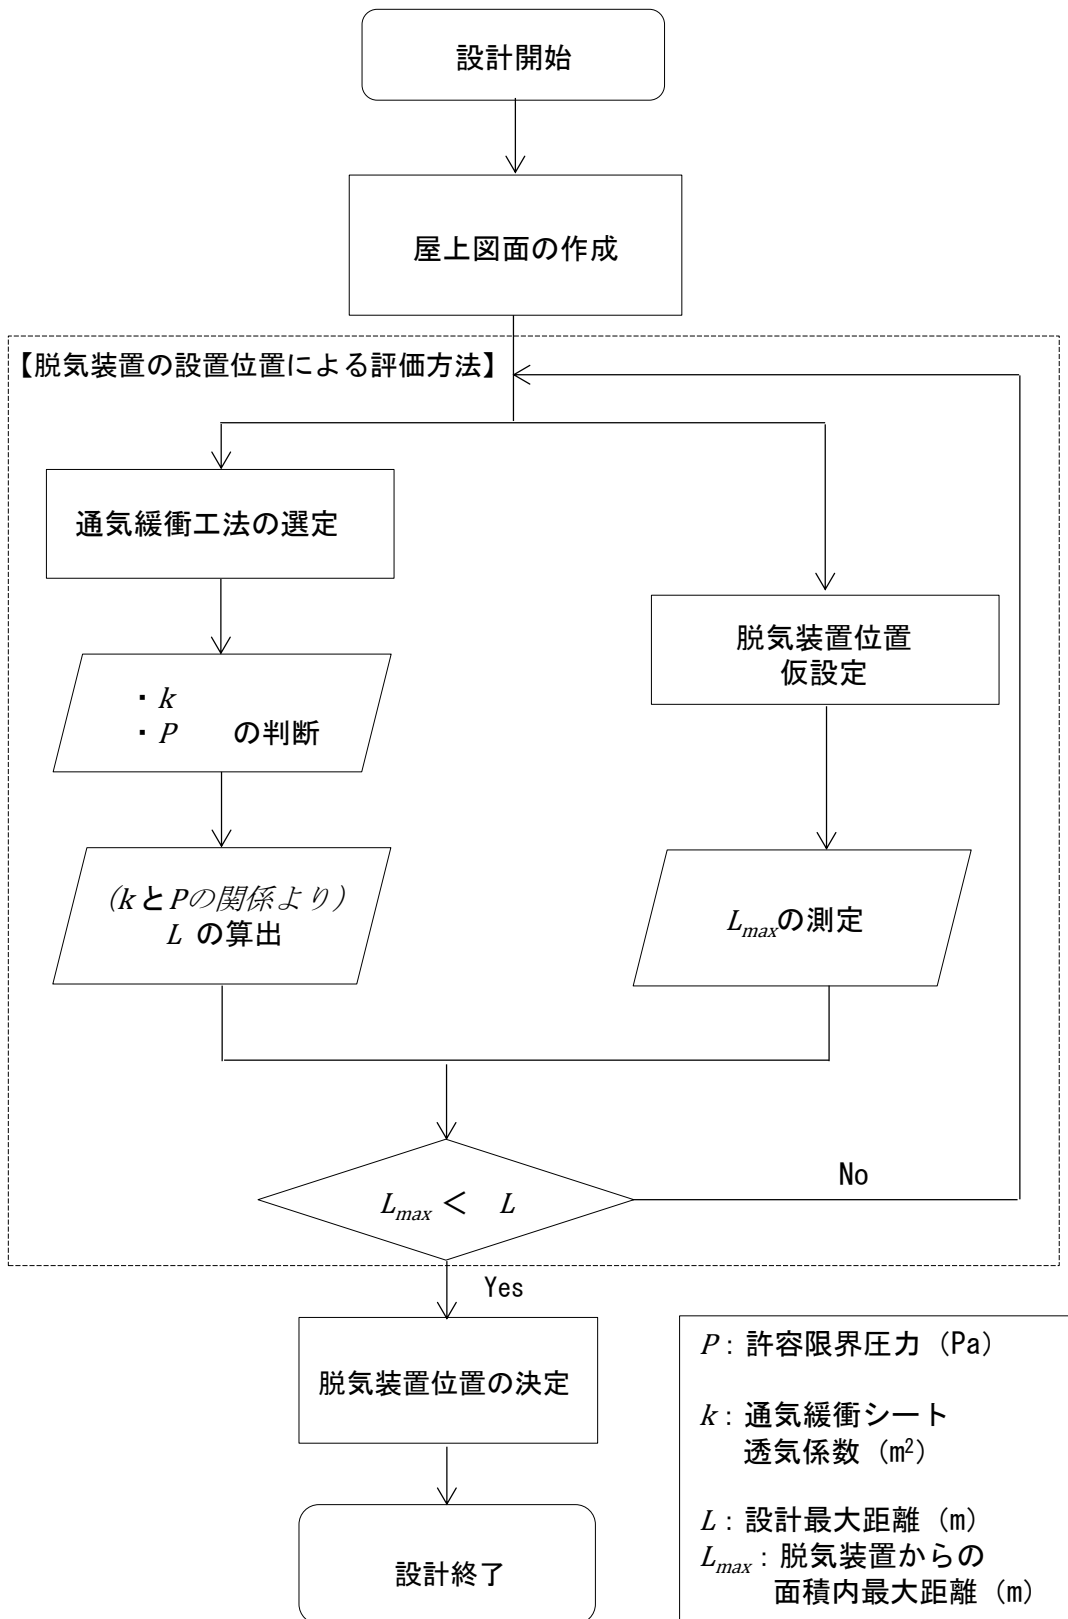 設計開始
屋上図面の作成
【脱気装置の設置位置による評価方法】
通気緩衝工法の選定
・k
・P の判断
(kとPの関係より)
L の算出
脱気装置位置
仮設定
Lmaxの測定
Lmax < L
No
Yes
脱気装置位置の決定
設計終了
P：許容限界圧力（Pa）
k：通気緩衝シート
透気係数（m²）
L：設計最大距離（m）
Lmax：脱気装置からの
面積内最大距離（m）